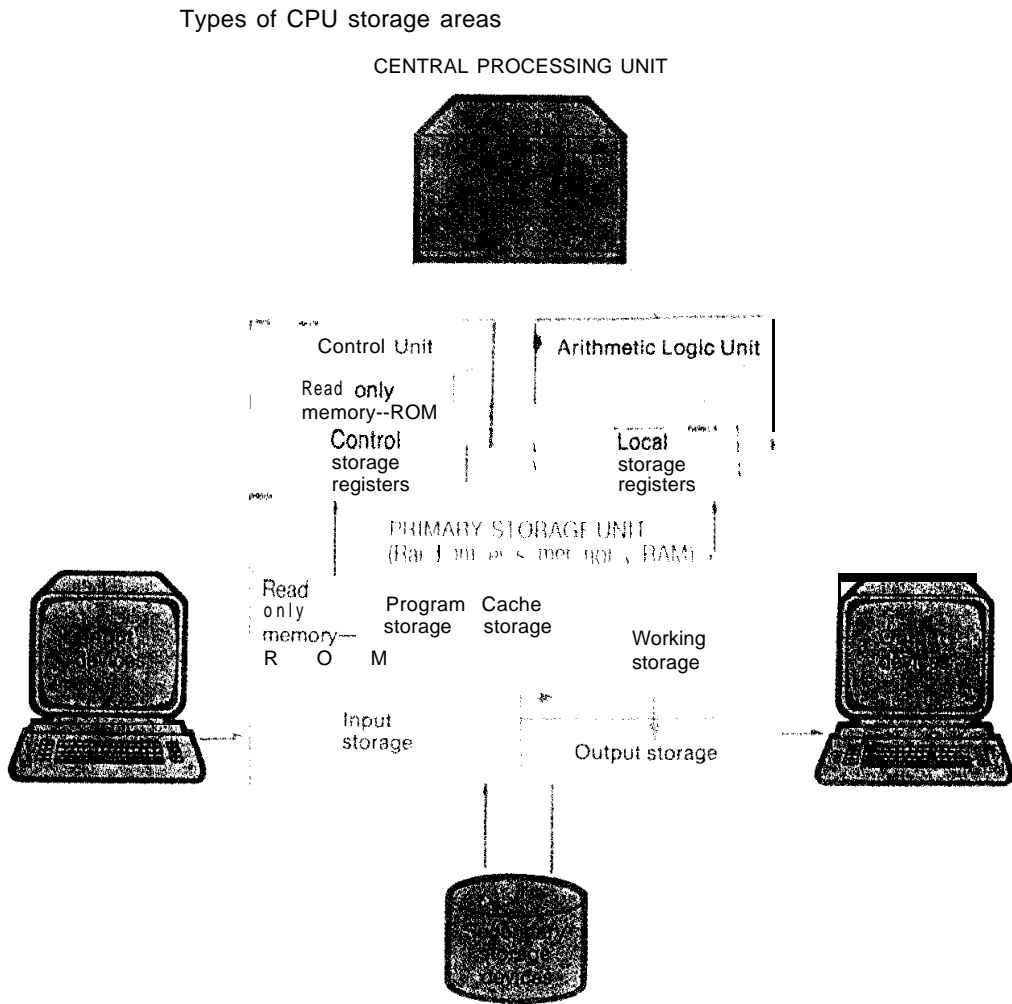 Types of CPU storage areas
CENTRAL PROCESSING UNIT
Control Unit
Read only
memory--ROM
Control
storage
registers
Arithmetic Logic Unit
Local
storage
registers
PRIMARY STORAGE UNIT
RAM)
Read
only
memory—
R O M
Program
storage
Cache
storage
Working
storage
Input
storage
Output storage
devices